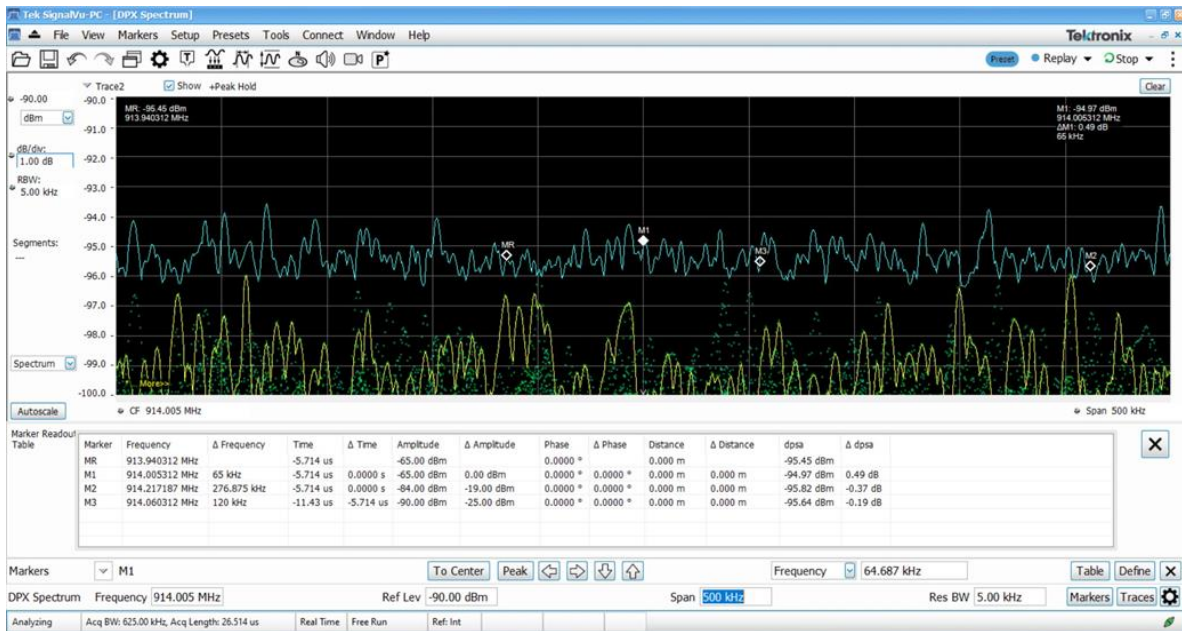 Tek SignalVu-PC - [DPX Spectrum]
File View Markers Setup Presets Tools Connect Window Help
Tektronix
Preset Replay Stop
Trace2 Show +Peak Hold Clear
-90.00
dBm
dB/div:
1.00 dB
RBW:
5.00 kHz
Segments:
---
Spectrum
Autoscale
-90.0
-91.0
-92.0
-93.0
-94.0
-95.0
-96.0
-97.0
-98.0
-99.0
-100.0
MR: -95.45 dBm
913.940312 MHz
M1: -94.97 dBm
914.005312 MHz
ΔM1: 0.49 dB
65 kHz
MR
M1
M3
M2
More>>
CF 914.005 MHz
Span 500 kHz
Marker Readout
Table
Marker Frequency Δ Frequency Time Δ Time Amplitude Δ Amplitude Phase Δ Phase Distance Δ Distance dpsa Δ dpsa
MR 913.940312 MHz -5.714 us -65.00 dBm 0.0000 ° 0.000 m -95.45 dBm
M1 914.005312 MHz 65 kHz -5.714 us 0.0000 s -65.00 dBm 0.00 dBm 0.0000 ° 0.0000 ° 0.000 m 0.000 m -94.97 dBm 0.49 dB
M2 914.217187 MHz 276.875 kHz -5.714 us 0.0000 s -84.00 dBm -19.00 dBm 0.0000 ° 0.0000 ° 0.000 m 0.000 m -95.82 dBm -0.37 dB
M3 914.060312 MHz 120 kHz -11.43 us -5.714 us -90.00 dBm -25.00 dBm 0.0000 ° 0.0000 ° 0.000 m 0.000 m -95.64 dBm -0.19 dB
Markers M1 To Center Peak Frequency 64.687 kHz Table Define
DPX Spectrum Frequency 914.005 MHz Ref Lev -90.00 dBm Span 500 kHz Res BW 5.00 kHz Markers Traces
Analyzing Acq BW: 625.00 kHz, Acq Length: 26.514 us Real Time Free Run Ref: Int